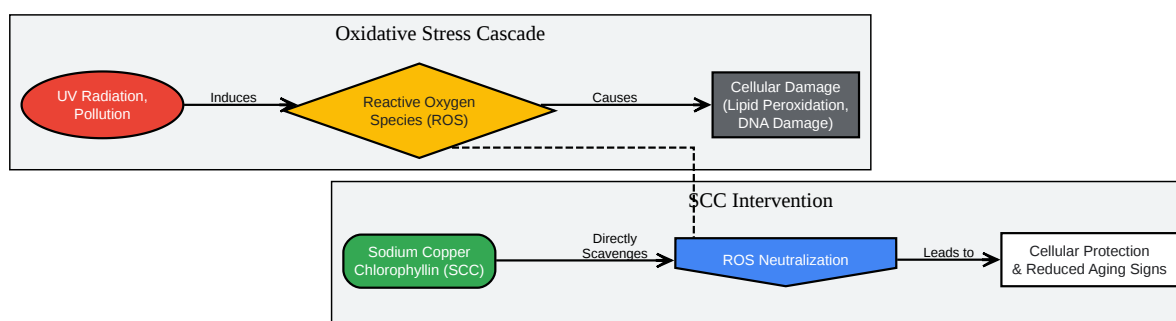 Oxidative Stress Cascade
UV Radiation,
Pollution
Induces
Reactive Oxygen
Species (ROS)
Causes
Cellular Damage
(Lipid Peroxidation,
DNA Damage)
SCC Intervention
Sodium Copper
Chlorophyllin (SCC)
Directly
Scavenges
ROS Neutralization
Leads to
Cellular Protection
& Reduced Aging Signs